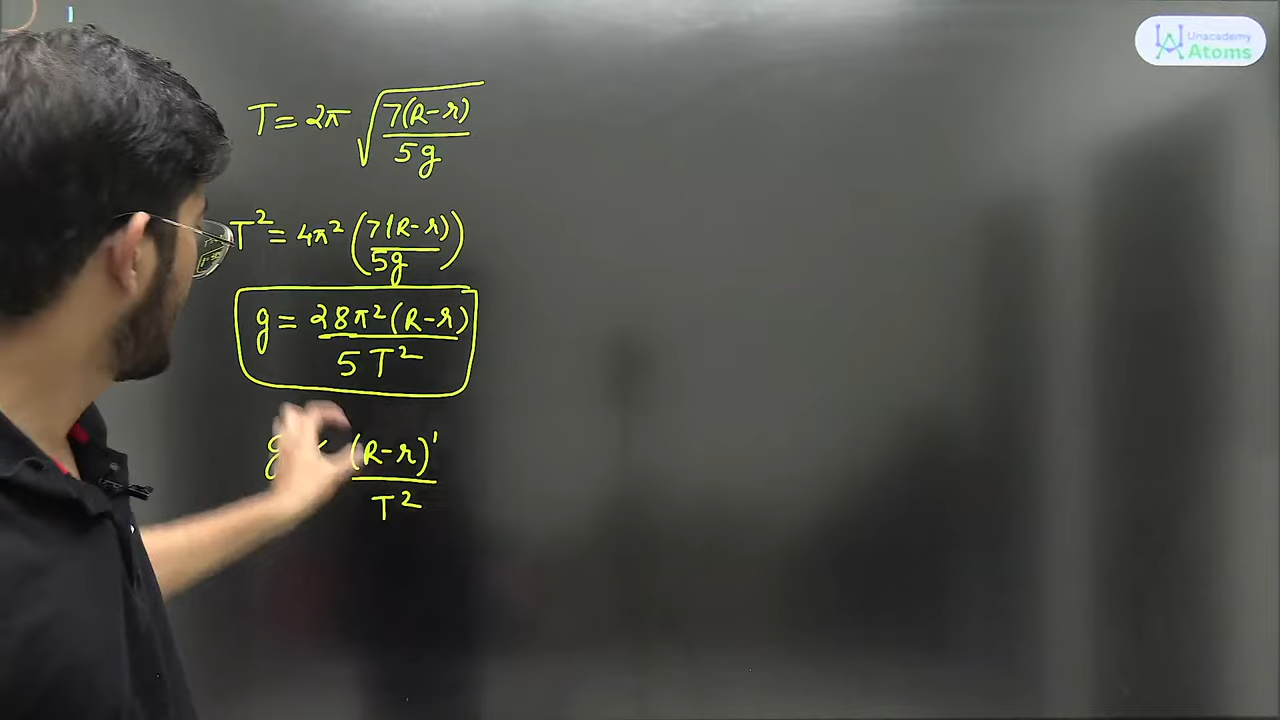 Unacademy
Atoms
T = 2π √(7(R-r)/5g)
T² = 4π² (7(R-r)/5g)
g = 28π²(R-r)/5T²
g (R-r)'/T²